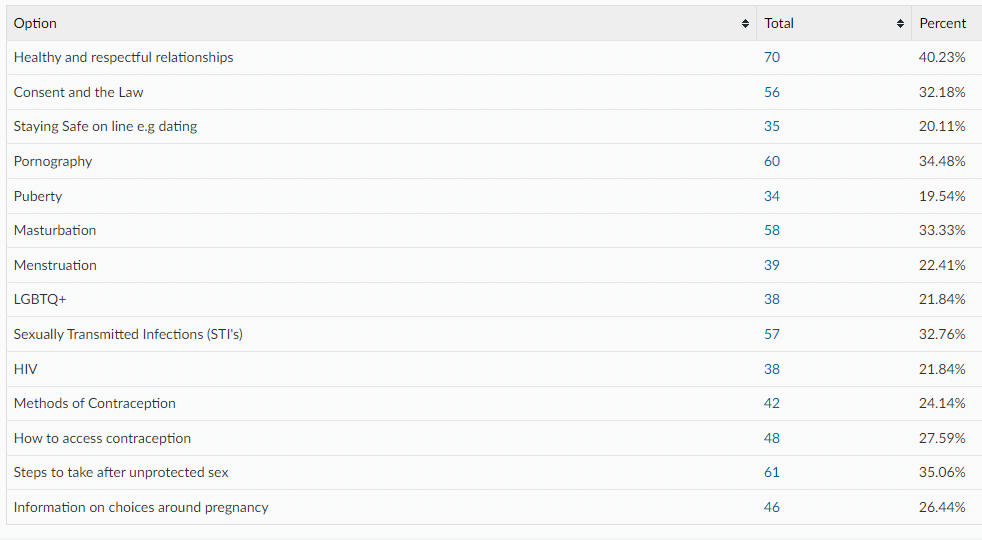 Option Total Percent
Healthy and respectful relationships 70 40.23%
Consent and the Law 56 32.18%
Staying Safe on line e.g dating 35 20.11%
Pornography 60 34.48%
Puberty 34 19.54%
Masturbation 58 33.33%
Menstruation 39 22.41%
LGBTQ+ 38 21.84%
Sexually Transmitted Infections (STI's) 57 32.76%
HIV 38 21.84%
Methods of Contraception 42 24.14%
How to access contraception 48 27.59%
Steps to take after unprotected sex 61 35.06%
Information on choices around pregnancy 46 26.44%